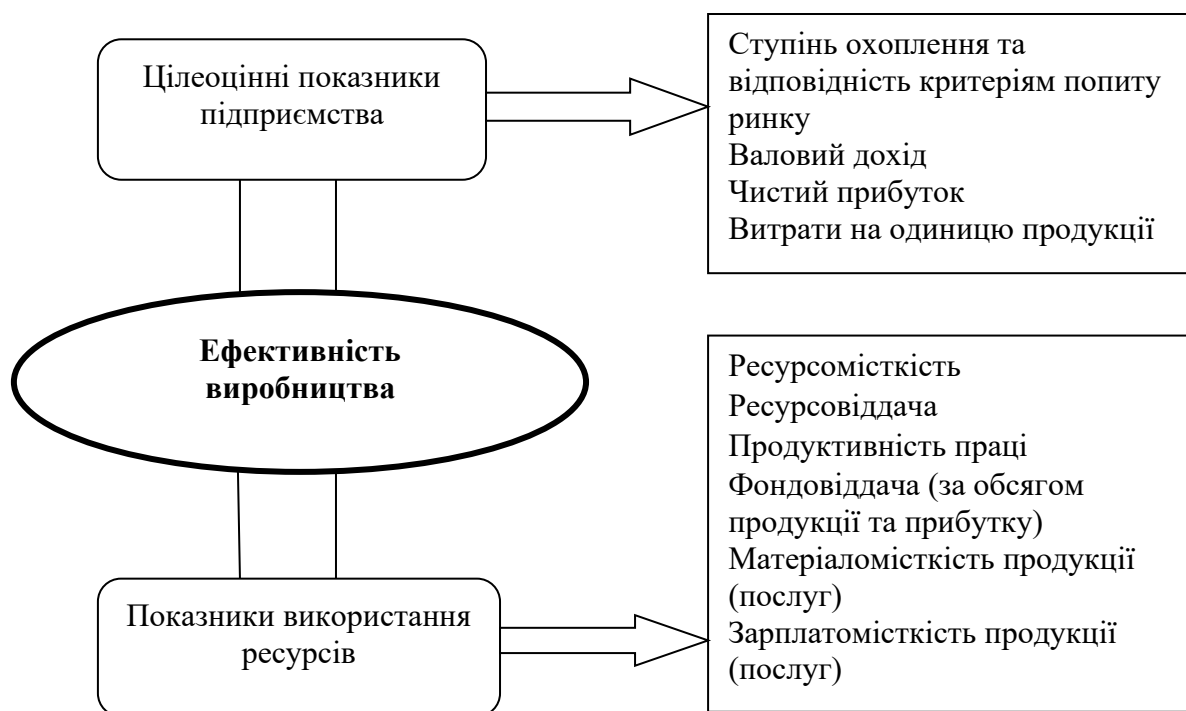 Цілеоцінні показники
підприємства
Ступінь охоплення та
відповідність критеріям попиту
ринку
Валовий дохід
Чистий прибуток
Витрати на одиницю продукції
Ефективність
виробництва
Показники використання
ресурсів
Ресурсомісткість
Ресурсовіддача
Продуктивність праці
Фондовіддача (за обсягом
продукції та прибутку)
Матеріаломісткість продукції
(послуг)
Зарплатомісткість продукції
(послуг)